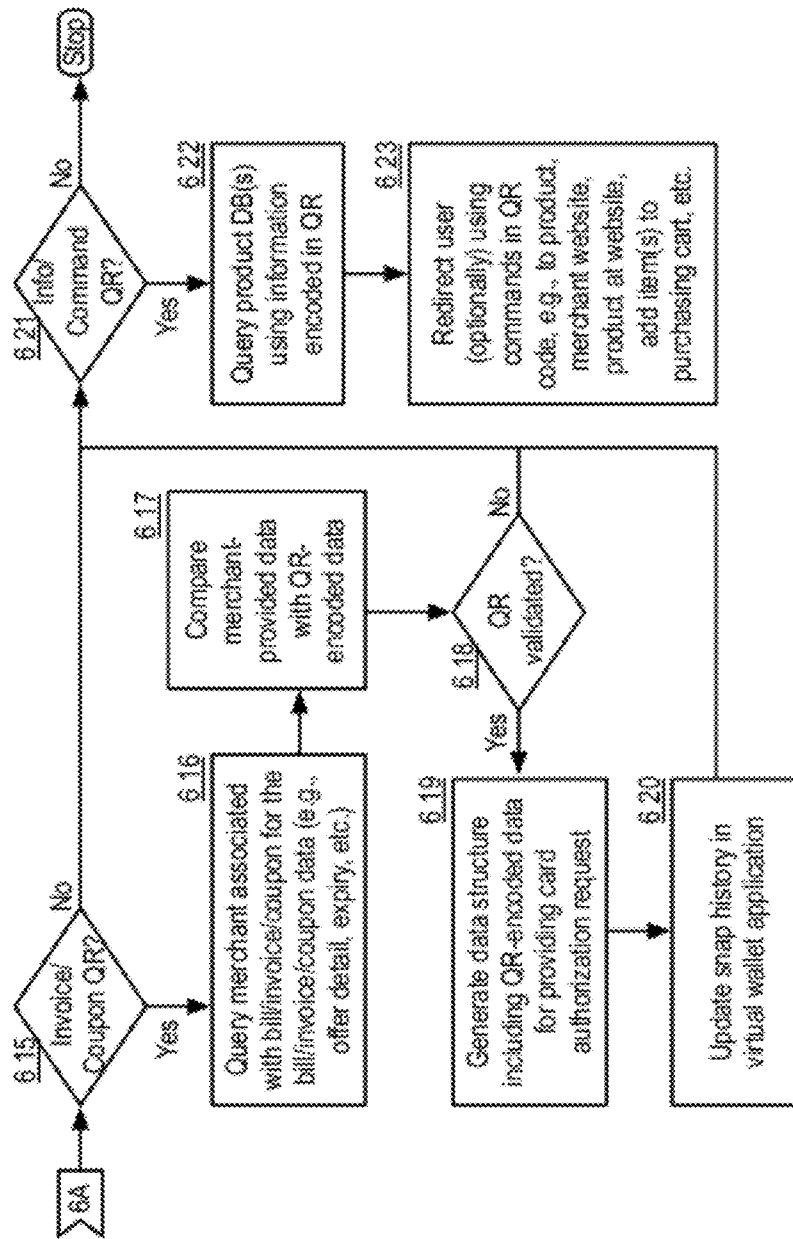 6A
6.15
Invoice/
Coupon QR?
No
Yes
6.16
Query merchant associated
with bill/invoice/coupon for the
bill/invoice/coupon data (e.g.,
offer detail, expiry, etc.)
6.17
Compare
merchant-
provided data
with QR-
encoded data
6.18
QR
validated?
No
Yes
6.19
Generate data structure
including QR-encoded data
for providing card
authorization request
6.20
Update snap history in
virtual wallet application
6.21
Info/
Command
QR?
No
Stop
Yes
6.22
Query product DB(s)
using information
encoded in QR
6.23
Redirect user
(optionally) using
commands in QR
code, e.g., to product,
merchant website,
product at website,
add item(s) to
purchasing cart, etc.